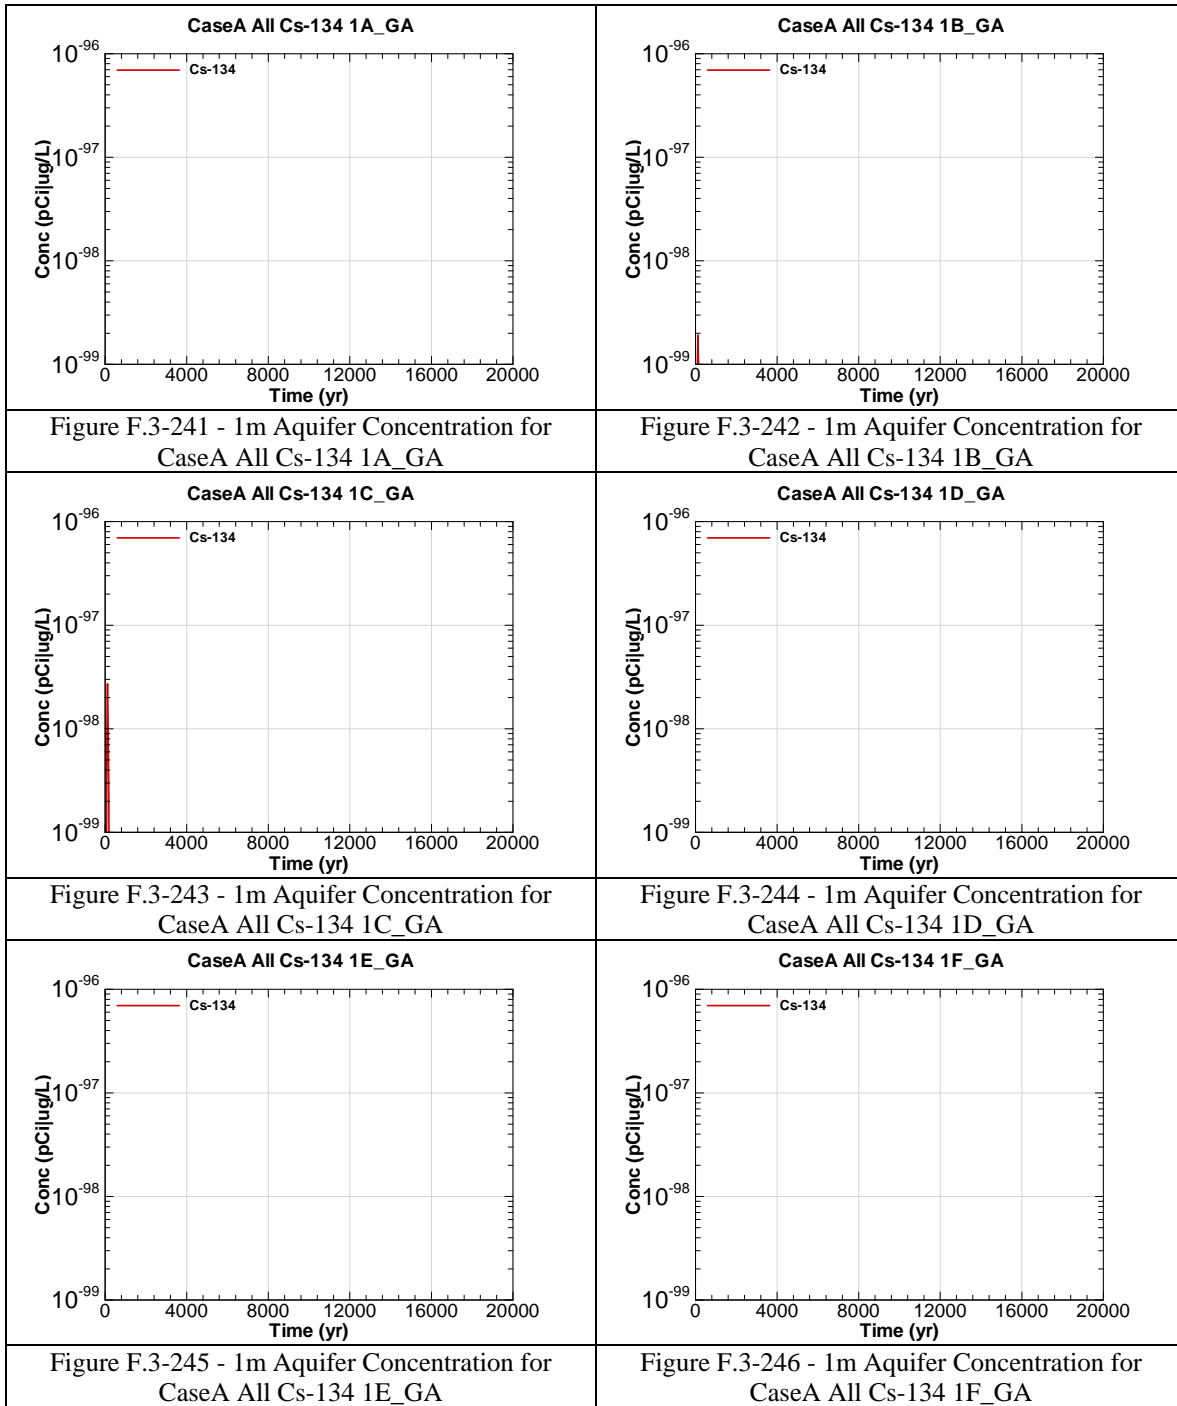 CaseA All Cs-134 1A_GA
10-96
Cs-134
10-97
Conc (pCi|ug/L)
10-98
10-99
0 4000 8000 12000 16000 20000
Time (yr)
Figure F.3-241 - 1m Aquifer Concentration for
CaseA All Cs-134 1A_GA
CaseA All Cs-134 1B_GA
10-96
Cs-134
10-97
Conc (pCi|ug/L)
10-98
10-99
0 4000 8000 12000 16000 20000
Time (yr)
Figure F.3-242 - 1m Aquifer Concentration for
CaseA All Cs-134 1B_GA
CaseA All Cs-134 1C_GA
10-96
Cs-134
10-97
Conc (pCi|ug/L)
10-98
10-99
0 4000 8000 12000 16000 20000
Time (yr)
Figure F.3-243 - 1m Aquifer Concentration for
CaseA All Cs-134 1C_GA
CaseA All Cs-134 1D_GA
10-96
Cs-134
10-97
Conc (pCi|ug/L)
10-98
10-99
0 4000 8000 12000 16000 20000
Time (yr)
Figure F.3-244 - 1m Aquifer Concentration for
CaseA All Cs-134 1D_GA
CaseA All Cs-134 1E_GA
10-96
Cs-134
10-97
Conc (pCi|ug/L)
10-98
10-99
0 4000 8000 12000 16000 20000
Time (yr)
Figure F.3-245 - 1m Aquifer Concentration for
CaseA All Cs-134 1E_GA
CaseA All Cs-134 1F_GA
10-96
Cs-134
10-97
Conc (pCi|ug/L)
10-98
10-99
0 4000 8000 12000 16000 20000
Time (yr)
Figure F.3-246 - 1m Aquifer Concentration for
CaseA All Cs-134 1F_GA